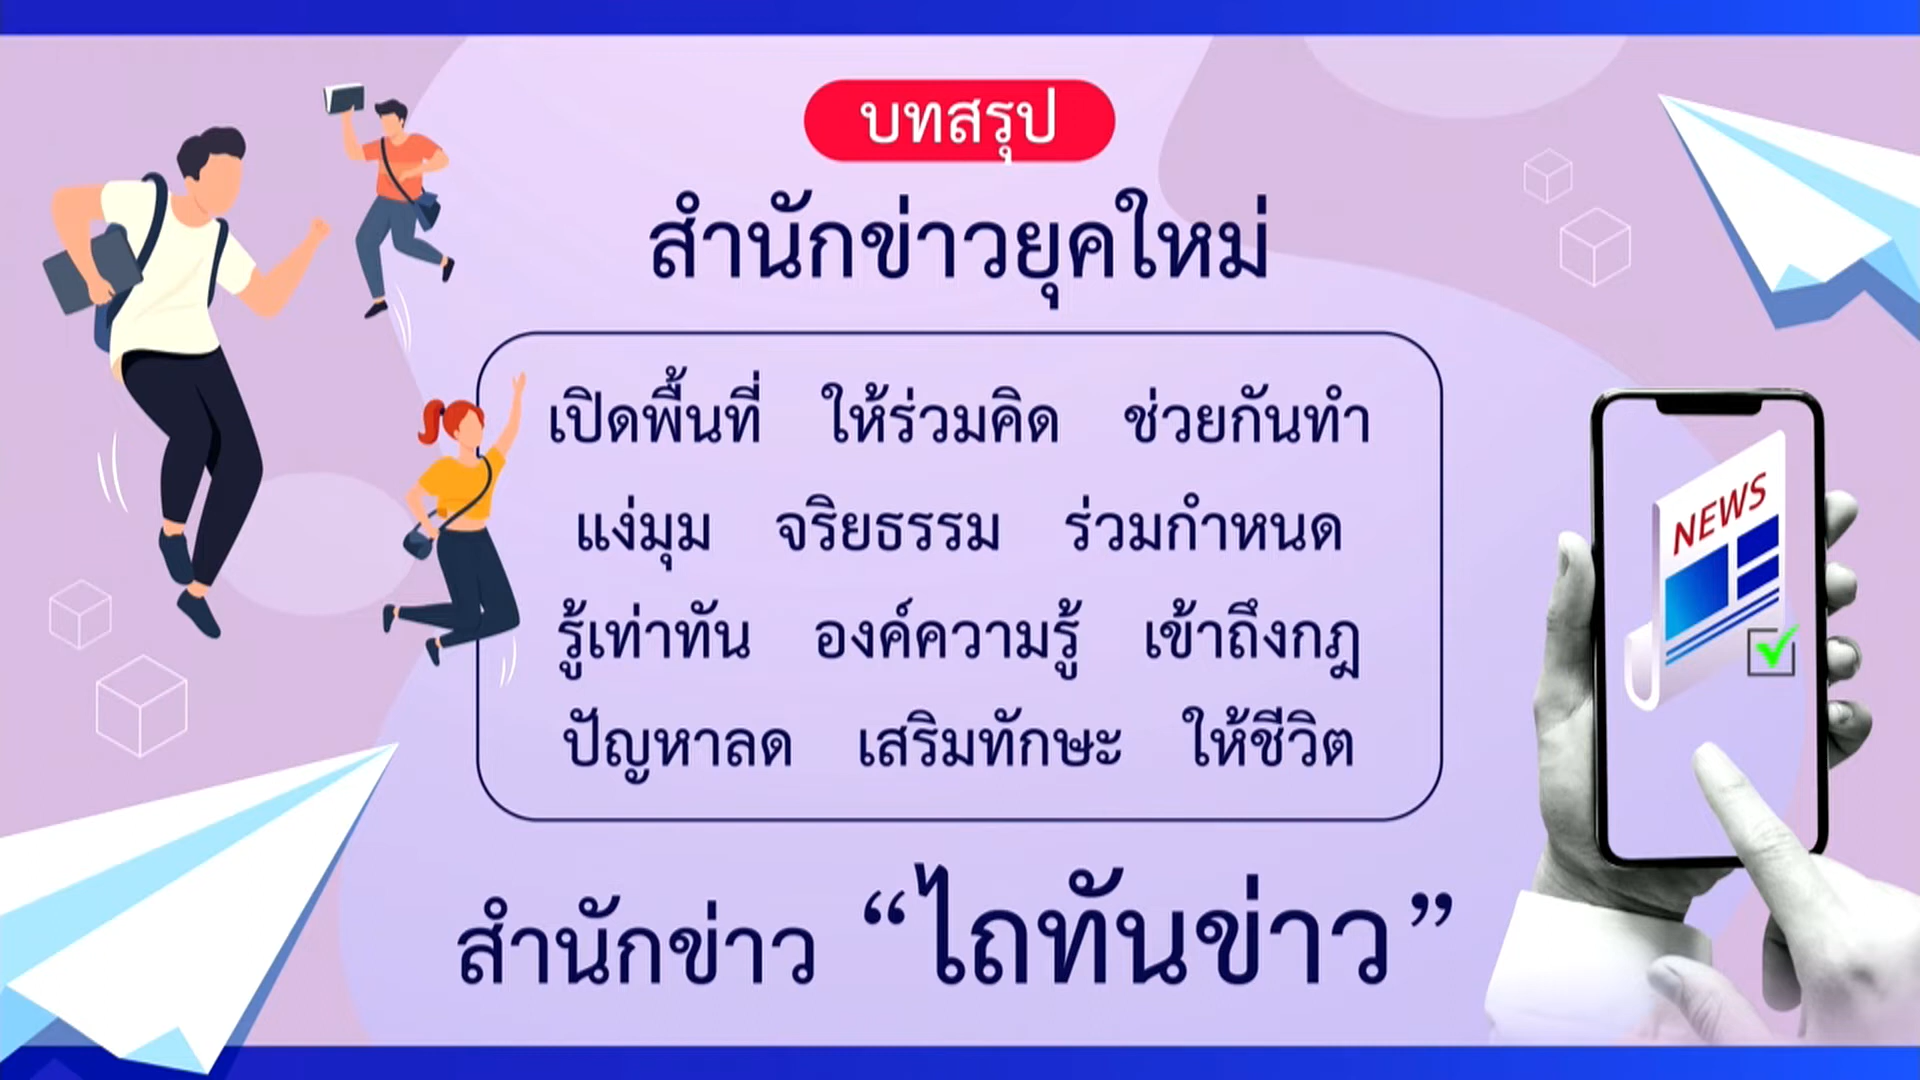 บทสรุป
สำนักข่าวยุคใหม่
เปิดพื้นที่ ให้ร่วมคิด ช่วยกันทำ
แง่มุม จริยธรรม ร่วมกำหนด
รู้เท่าทัน องค์ความรู้ เข้าถึงกฎ
ปัญหาลด เสริมทักษะ ให้ชีวิต
สำนักข่าว “ไถทันข่าว”
NEWS